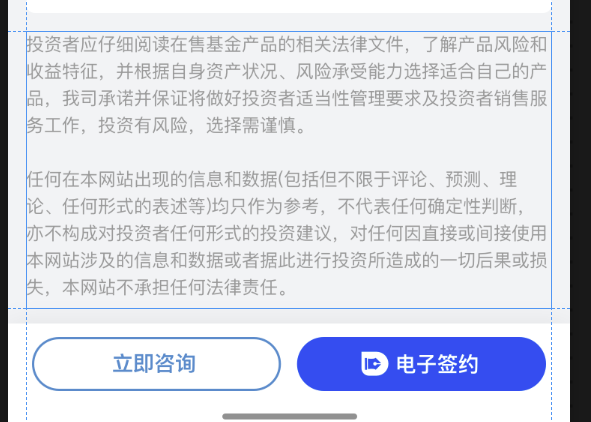 投资者应仔细阅读在售基金产品的相关法律文件，了解产品风险和
收益特征，并根据自身资产状况、风险承受能力选择适合自己的产
品，我司承诺并保证将做好投资者适当性管理要求及投资者销售服
务工作，投资有风险，选择需谨慎。
任何在本网站出现的信息和数据(包括但不限于评论、预测、理
论、任何形式的表述等)均只作为参考，不代表任何确定性判断，
亦不构成对投资者任何形式的投资建议，对任何因直接或间接使用
本网站涉及的信息和数据或者据此进行投资所造成的一切后果或损
失，本网站不承担任何法律责任。
立即咨询
电子签约